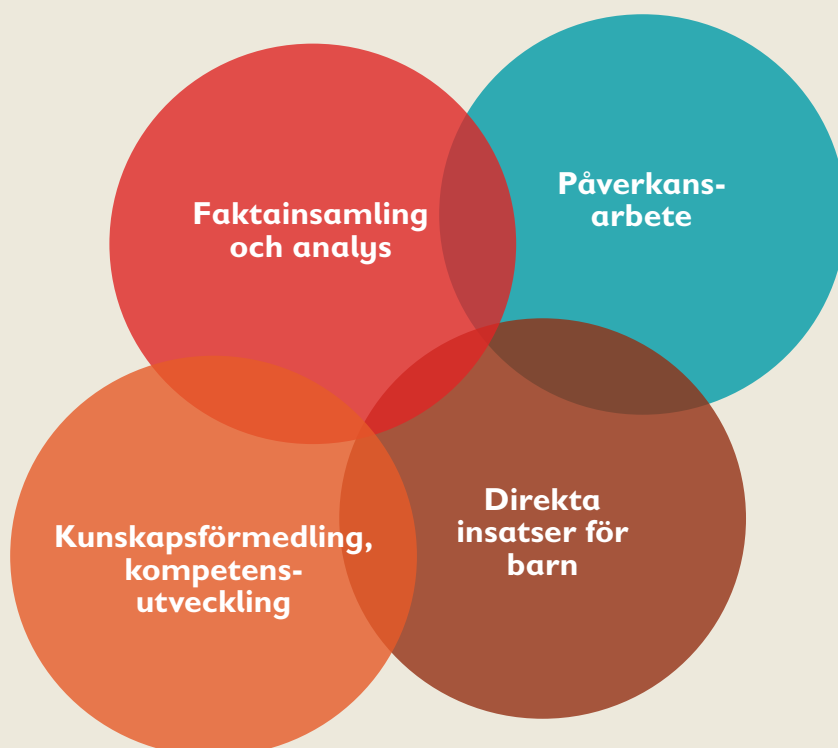 Faktainsamling
och analys
Påverkans-
arbete
Kunskapsförmedling,
kompetens-
utveckling
Direkta
insatser för
barn